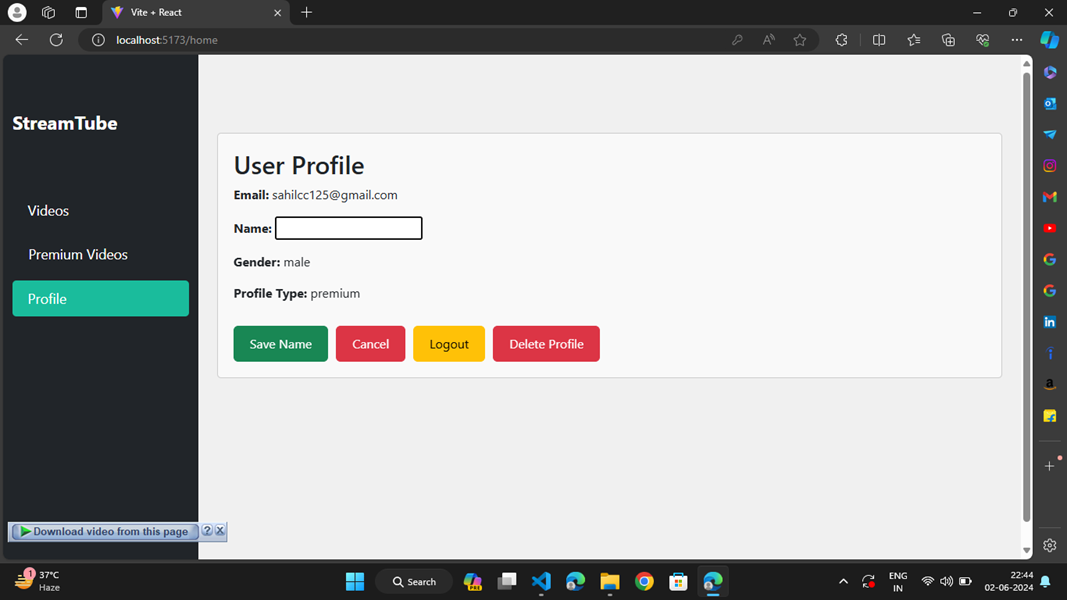 Vite + React
localhost:5173/home
StreamTube
Videos
Premium Videos
Profile
User Profile
Email: sahilcc125@gmail.com
Name:
Gender: male
Profile Type: premium
Save Name Cancel Logout Delete Profile
Download video from this page ? X
1
37°C
Haze
Search
PRE
ENG
IN
22:44
02-06-2024